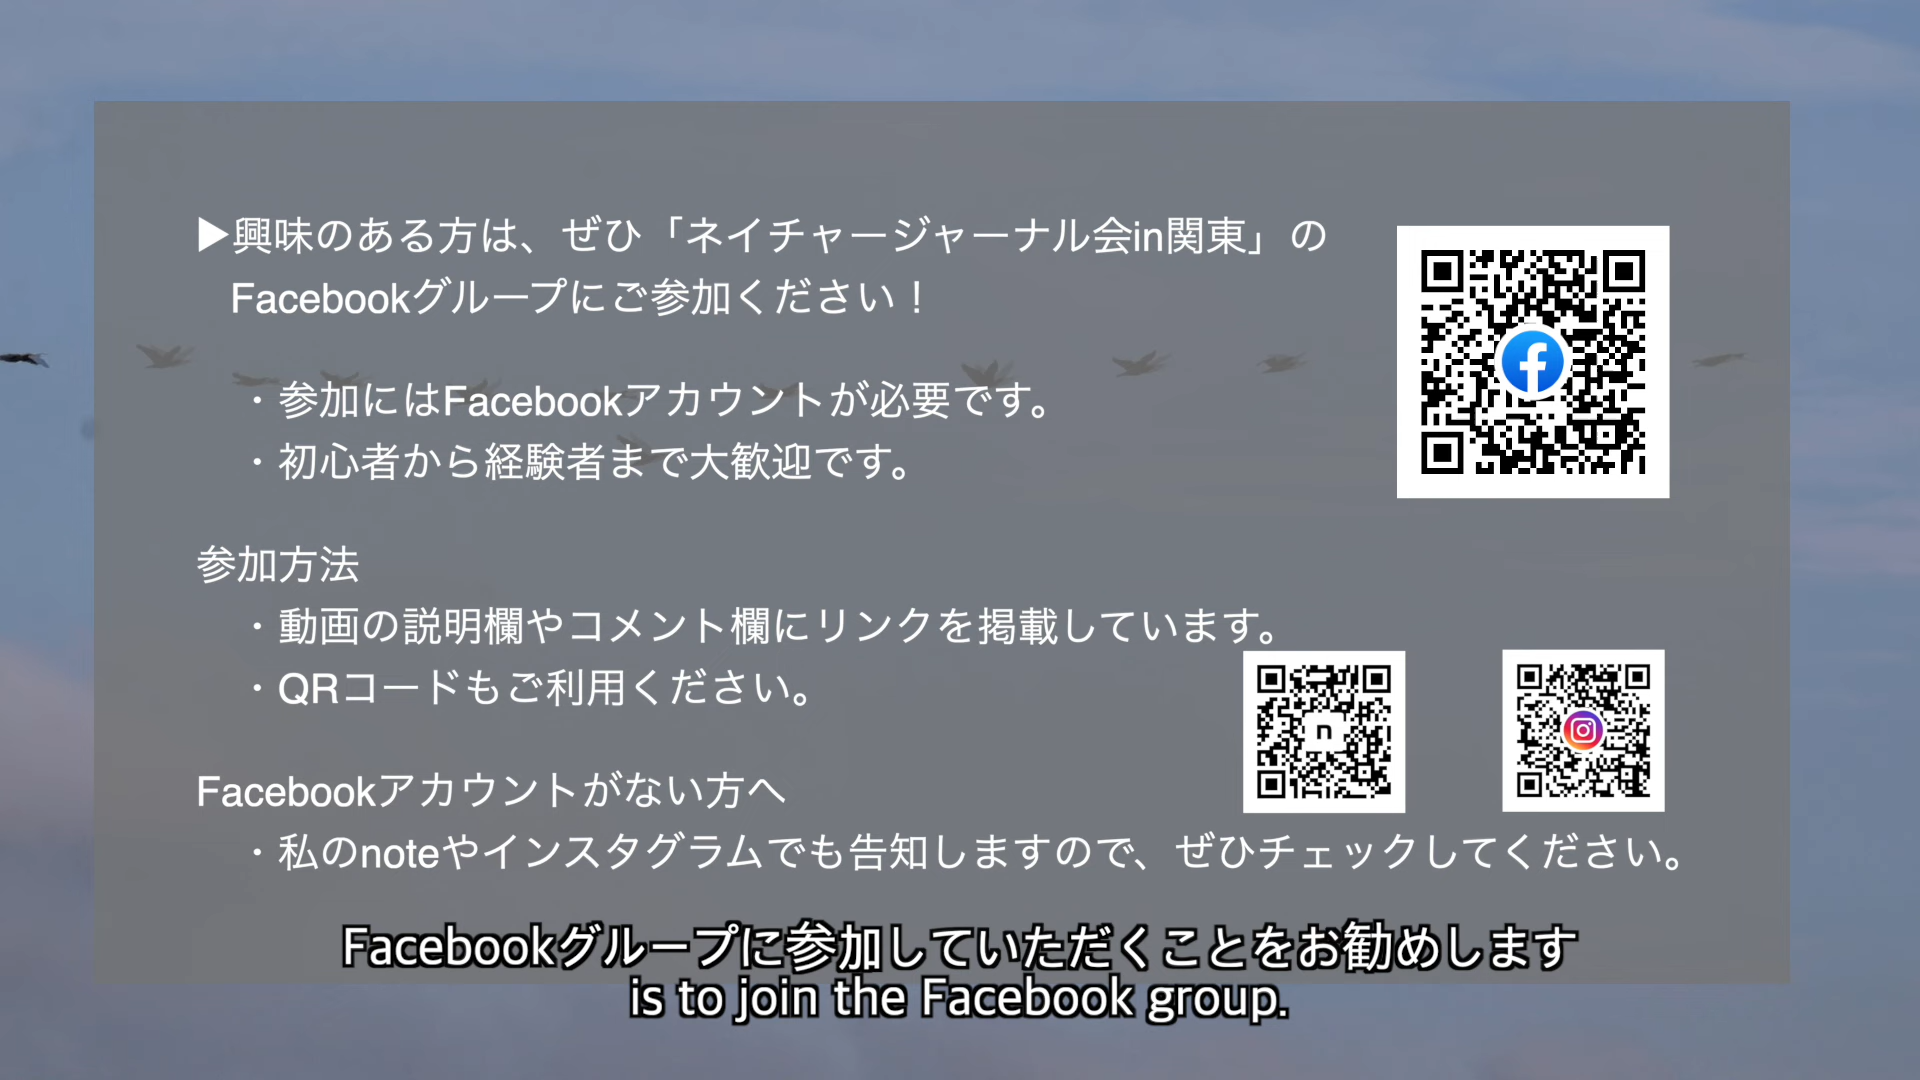 ▶興味のある方は、ぜひ「ネイチャージャーナル会in関東」の
Facebookグループにご参加ください！
・参加にはFacebookアカウントが必要です。
・初心者から経験者まで大歓迎です。
参加方法
・動画の説明欄やコメント欄にリンクを掲載しています。
・QRコードもご利用ください。
n
Facebookアカウントがない方へ
・私のnoteやインスタグラムでも告知しますので、ぜひチェックしてください。
Facebookグループに参加していただくことをお勧めします
is to join the Facebook group.